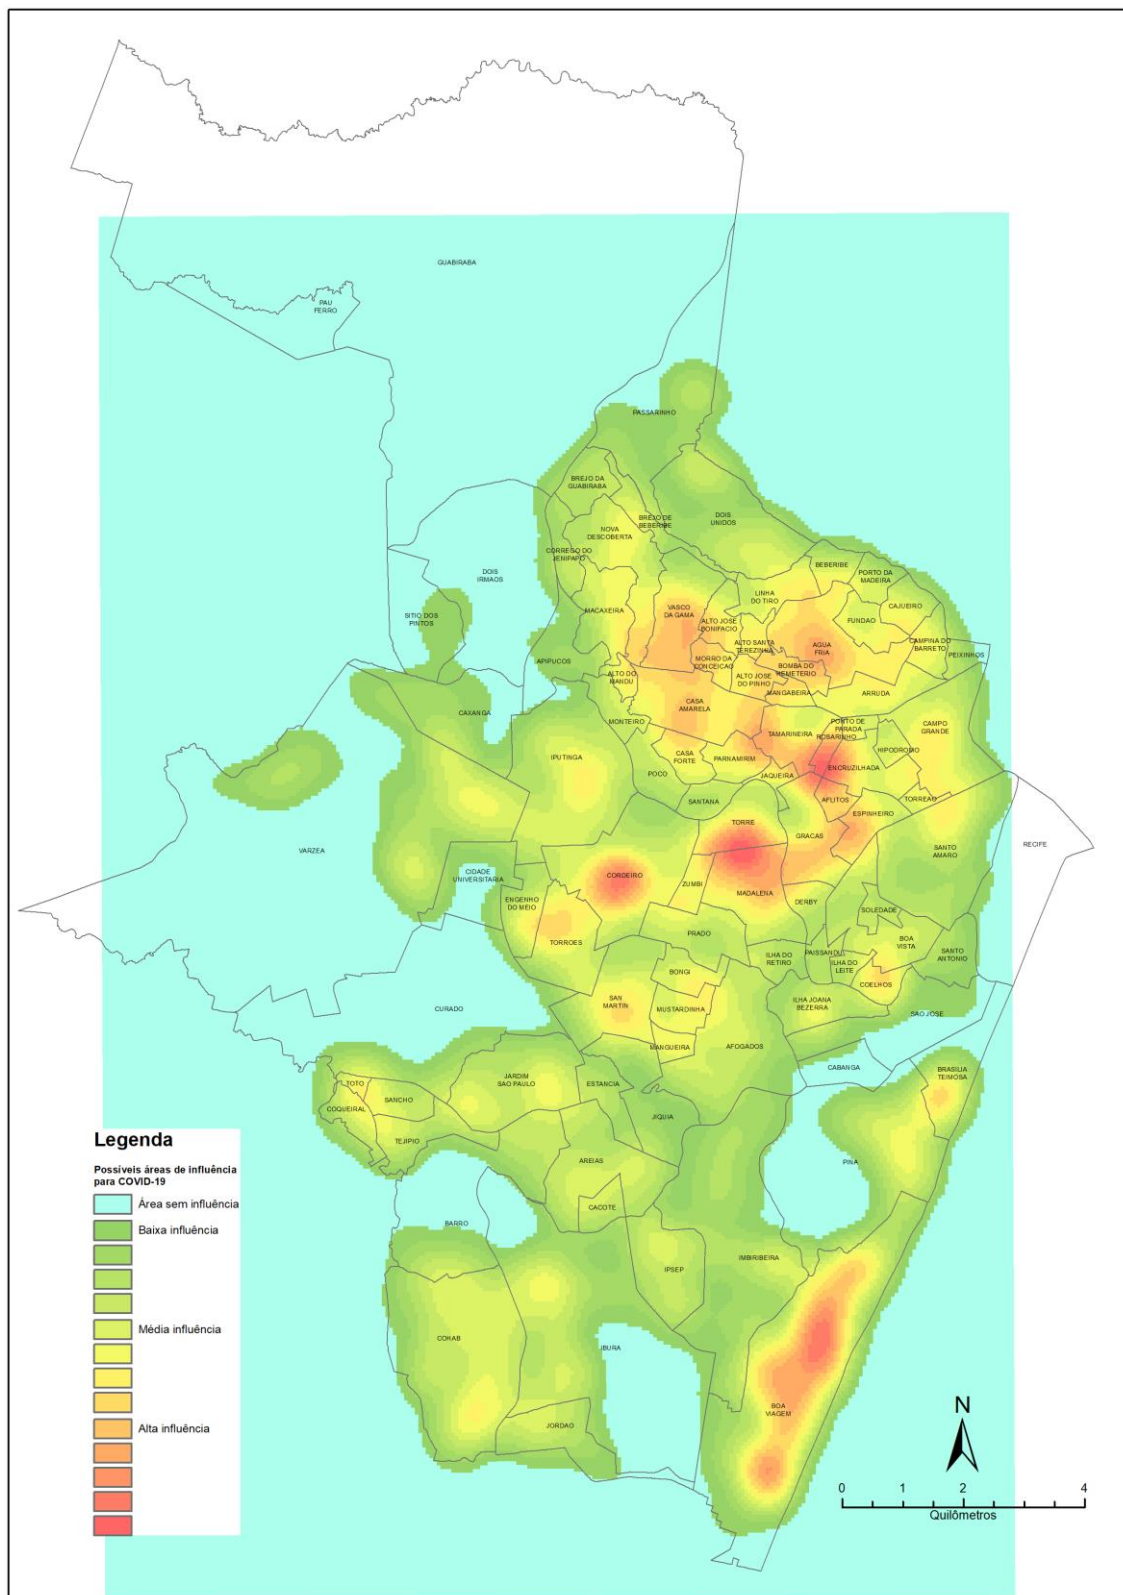 GUABIRABA
PAU
FERRO
PASSARINHO
BREJO DA
GUABIRABA
BREJO DE
BEBERIBE
DOIS
UNIDOS
NOVA
DESCOBERTA
CORREGO DO
JENIPAPO
BEBERIBE
PORTO DA
MADEIRA
DOIS
IRMAOS
LINHA
DO TIRO
CAJUEIRO
SITIO DOS
PINTOS
MACAXEIRA
VASCO
DA GAMA
ALTO JOSE
BONIFACIO
FUNDAO
ALTO SANTA
TEREZINHA
AGUA
FRIA
CAMPINA DO
BARRETO
PEIXINHOS
APIPUCOS
MORRO DA
CONCEICAO
BOMBA DO
HEMETERIO
ALTO DO
MANDU
ALTO JOSE
DO PINHO
MANGABEIRA
ARRUDA
CASA
AMARELA
CAXANGA
MONTEIRO
TAMARINEIRA
PONTO DE
PARADA
ROSARINHO
CAMPO
GRANDE
HIPODROMO
IPUTINGA
CASA
FORTE
PARNAMIRIM
ENCRUZILHADA
POCO
JAQUEIRA
SANTANA
AFLITOS
TORREAO
ESPINHEIRO
TORRE
GRACAS
SANTO
AMARO
RECIFE
VARZEA
CIDADE
UNIVERSITARIA
CORDEIRO
ZUMBI
MADALENA
ENGENHO
DO MEIO
DERBY
SOLEDADE
TORROES
PRADO
BOA
VISTA
ILHA DO
RETIRO
PAISSANDU
SANTO
ANTONIO
ILHA DO
LEITE
BONGI
COELHOS
SAN
MARTIN
MUSTARDINHA
ILHA JOANA
BEZERRA
CURADO
SAO JOSE
MANGUEIRA
AFOGADOS
CABANGA
BRASILIA
TEIMOSA
JARDIM
SAO PAULO
ESTANCIA
TOTO
SANCHO
COQUEIRAL
JIQUIA
TEJIPIO
AREIAS
PINA
CACOTE
BARRO
IMBIRIBEIRA
IPSEP
COHAB
IBURA
BOA
VIAGEM
JORDAO
Legenda
Possíveis áreas de influência
para COVID-19
Área sem influência
Baixa influência
Média influência
Alta influência
N
0 1 2 4
Quilômetros